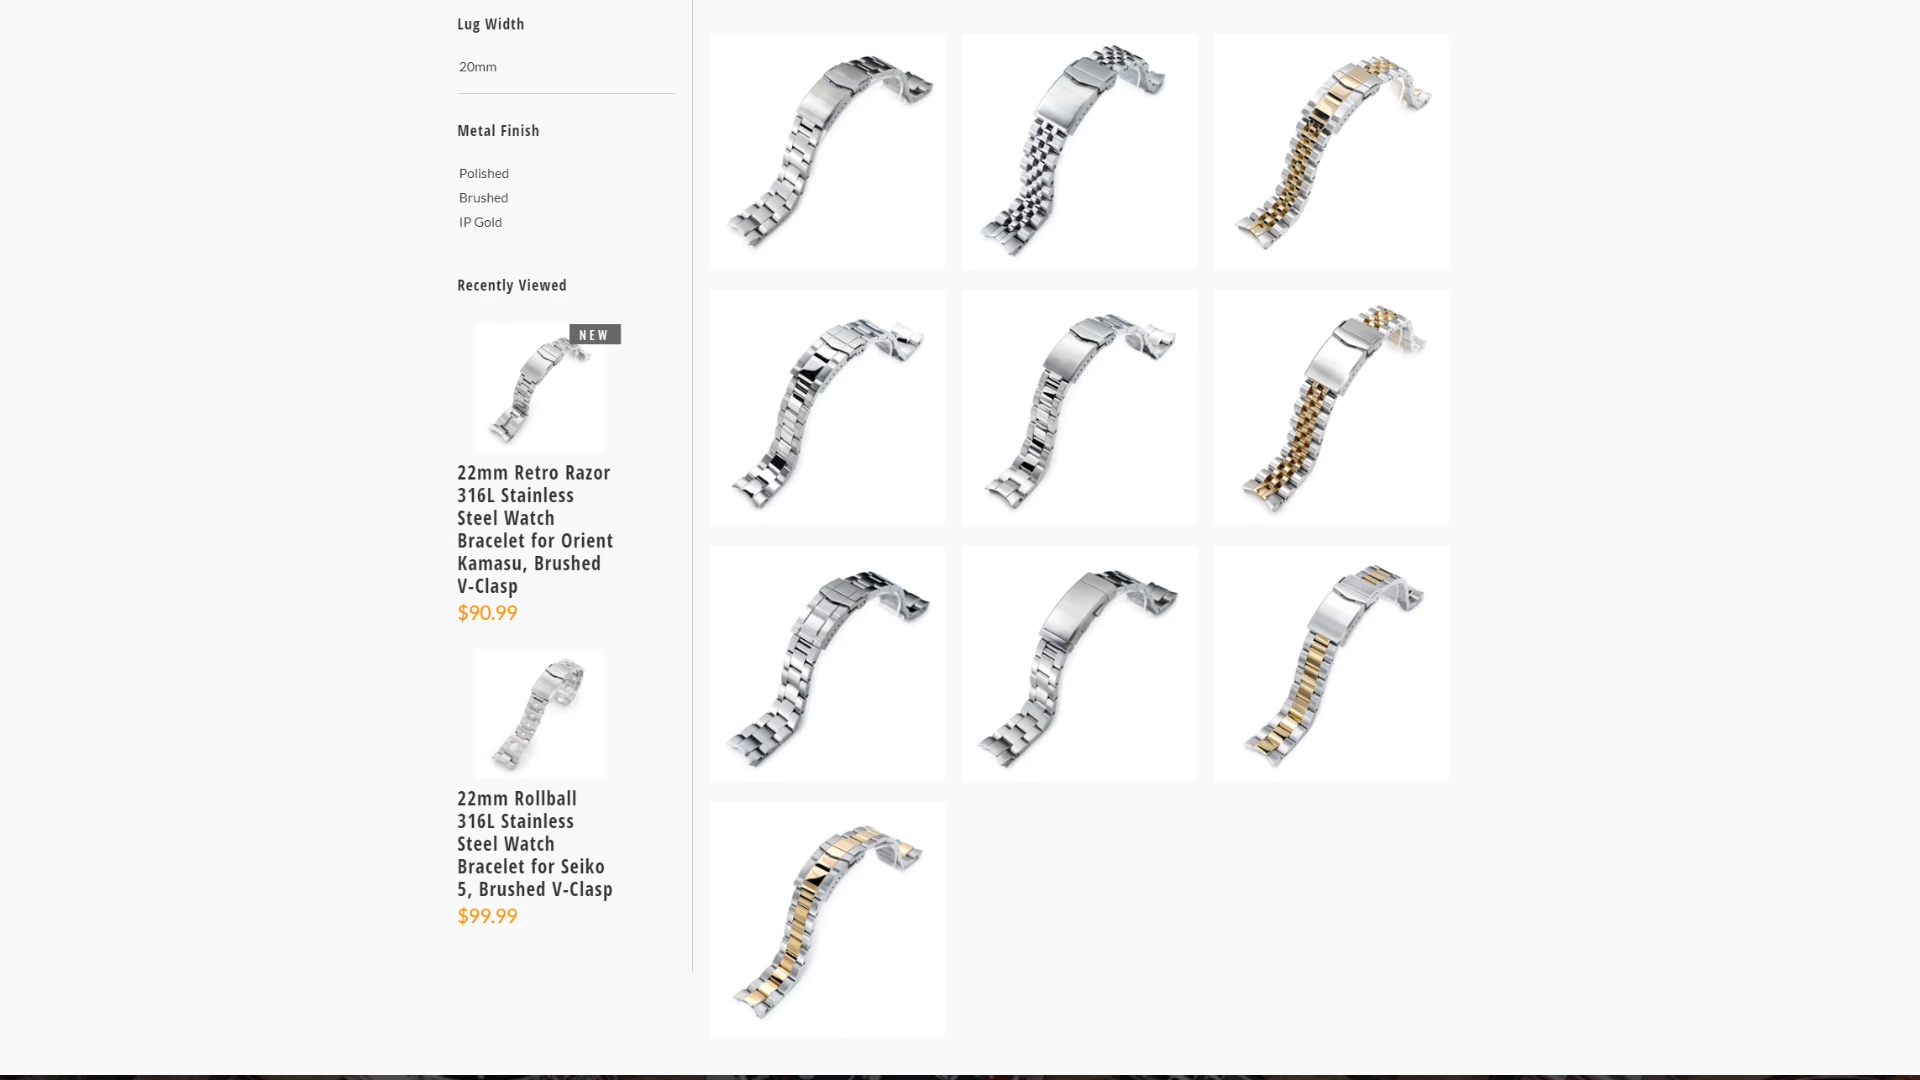 Lug Width
20mm
Metal Finish
Polished
Brushed
IP Gold
Recently Viewed
NEW
22mm Retro Razor
316L Stainless
Steel Watch
Bracelet for Orient
Kamasu, Brushed
V-Clasp
$90.99
22mm Rollball
316L Stainless
Steel Watch
Bracelet for Seiko
5, Brushed V-Clasp
$99.99